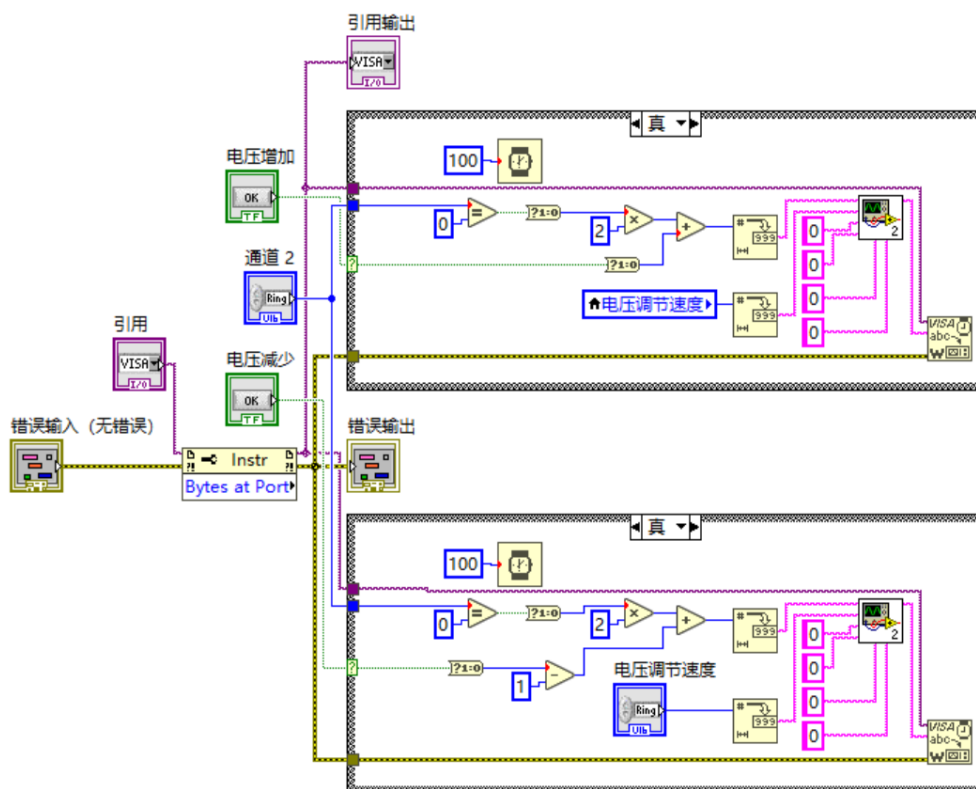 引用输出
VISA
I/O
真
电压增加
100
OK
TF
=
?1:0
×
+
#
999
0
2
0
2
通道 2
?
?1:0
0
Ring
U16
电压调节速度
#
999
0
引用
0
VISA
abc
W
VISA
I/O
电压减少
OK
TF
错误输入（无错误）
错误输出
Instr
Bytes at Port
真
100
=
?1:0
×
+
#
999
2
0
2
0
?
?1:0
-
0
1
电压调节速度
Ring
U16
#
999
0
0
VISA
abc
W